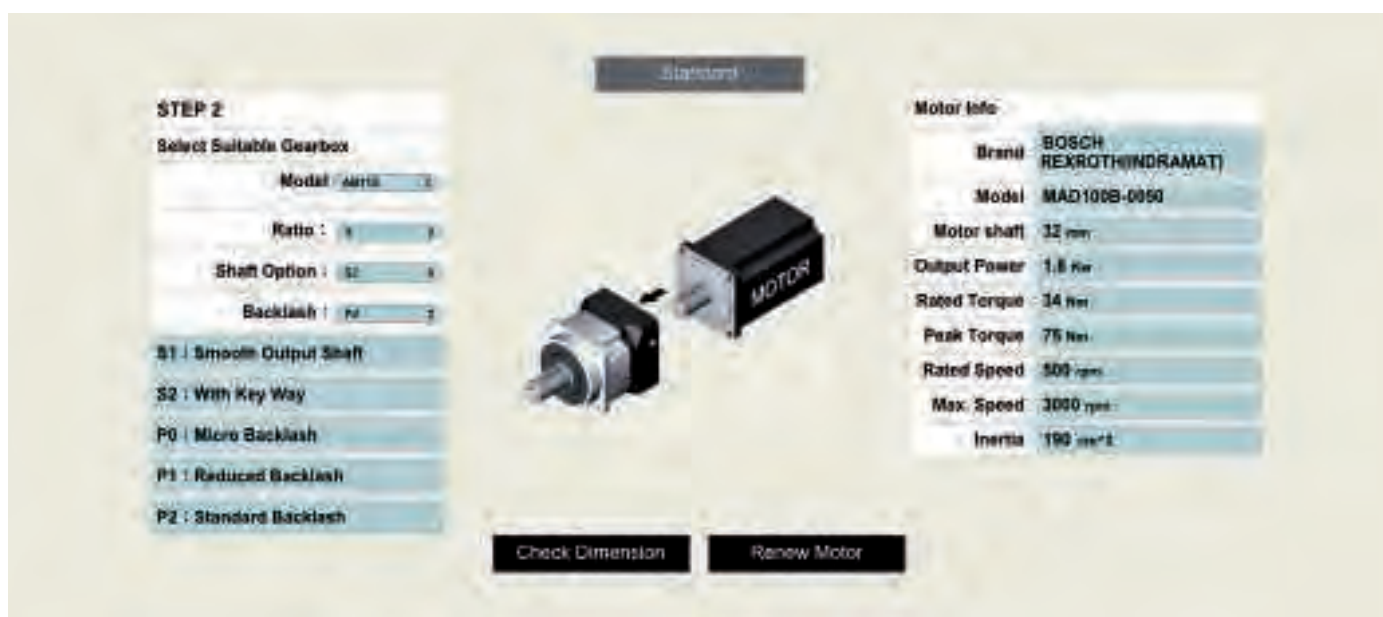 Standard
STEP 2
Select Suitable Gearbox
Model
Ratio :
Shaft Option : S2
Backlash :
S1 : Smooth Output Shaft
S2 : With Key Way
P0 : Micro Backlash
P1 : Reduced Backlash
P2 : Standard Backlash
MOTOR
Check Dimension
Renew Motor
Motor Info
Brand BOSCH
REXROTH(INDRAMAT)
Model MAD100B-0050
Motor shaft 32 mm
Output Power 1.8 Kw
Rated Torque 34 Nm
Peak Torque 75 Nm
Rated Speed 500 rpm
Max. Speed 3000 rpm
Inertia 190